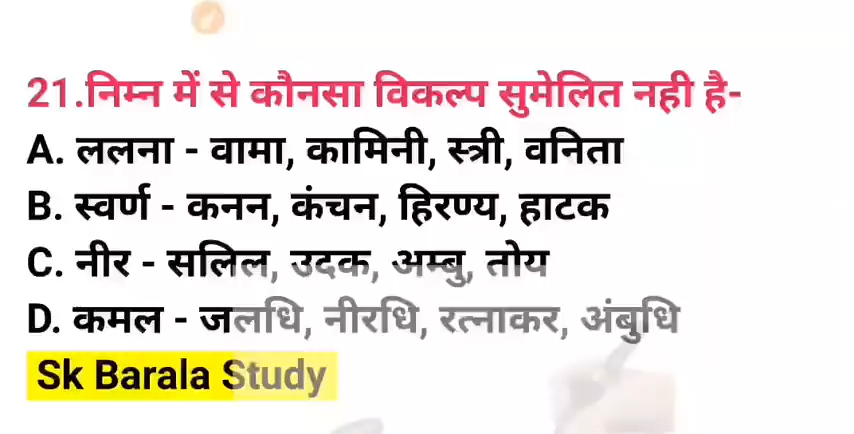 21.निम्न में से कौनसा विकल्प सुमेलित नही है-
A. ललना - वामा, कामिनी, स्त्री, वनिता
B. स्वर्ण - कनन, कंचन, हिरण्य, हाटक
C. नीर - सलिल, उदक, अम्बु, तोय
D. कमल - जलधि, नीरधि, रत्नाकर, अंबुधि
Sk Barala Study